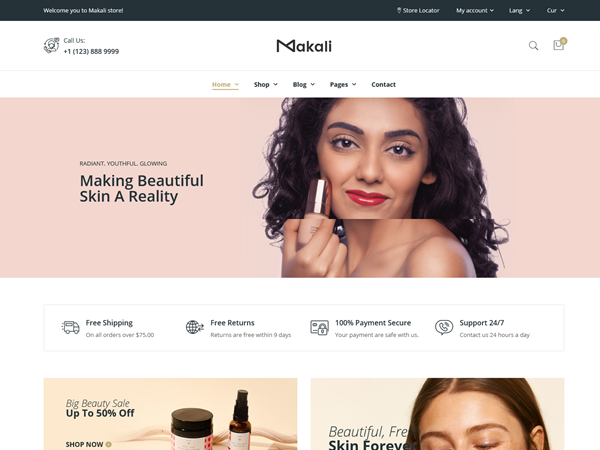 Welcome you to Makali store!
Store Locator
My account
Lang
Cur
Call Us:
+1 (123) 888 9999
Makali
0
Home
Shop
Blog
Pages
Contact
RADIANT, YOUTHFUL, GLOWING
Making Beautiful
Skin A Reality
Free Shipping
On all orders over $75.00
Free Returns
Returns are free within 9 days
100% Payment Secure
Your payment are safe with us.
Support 24/7
Contact us 24 hours a day
Big Beauty Sale
Up To 50% Off
SHOP NOW
Beautiful, Fre
Skin Forever